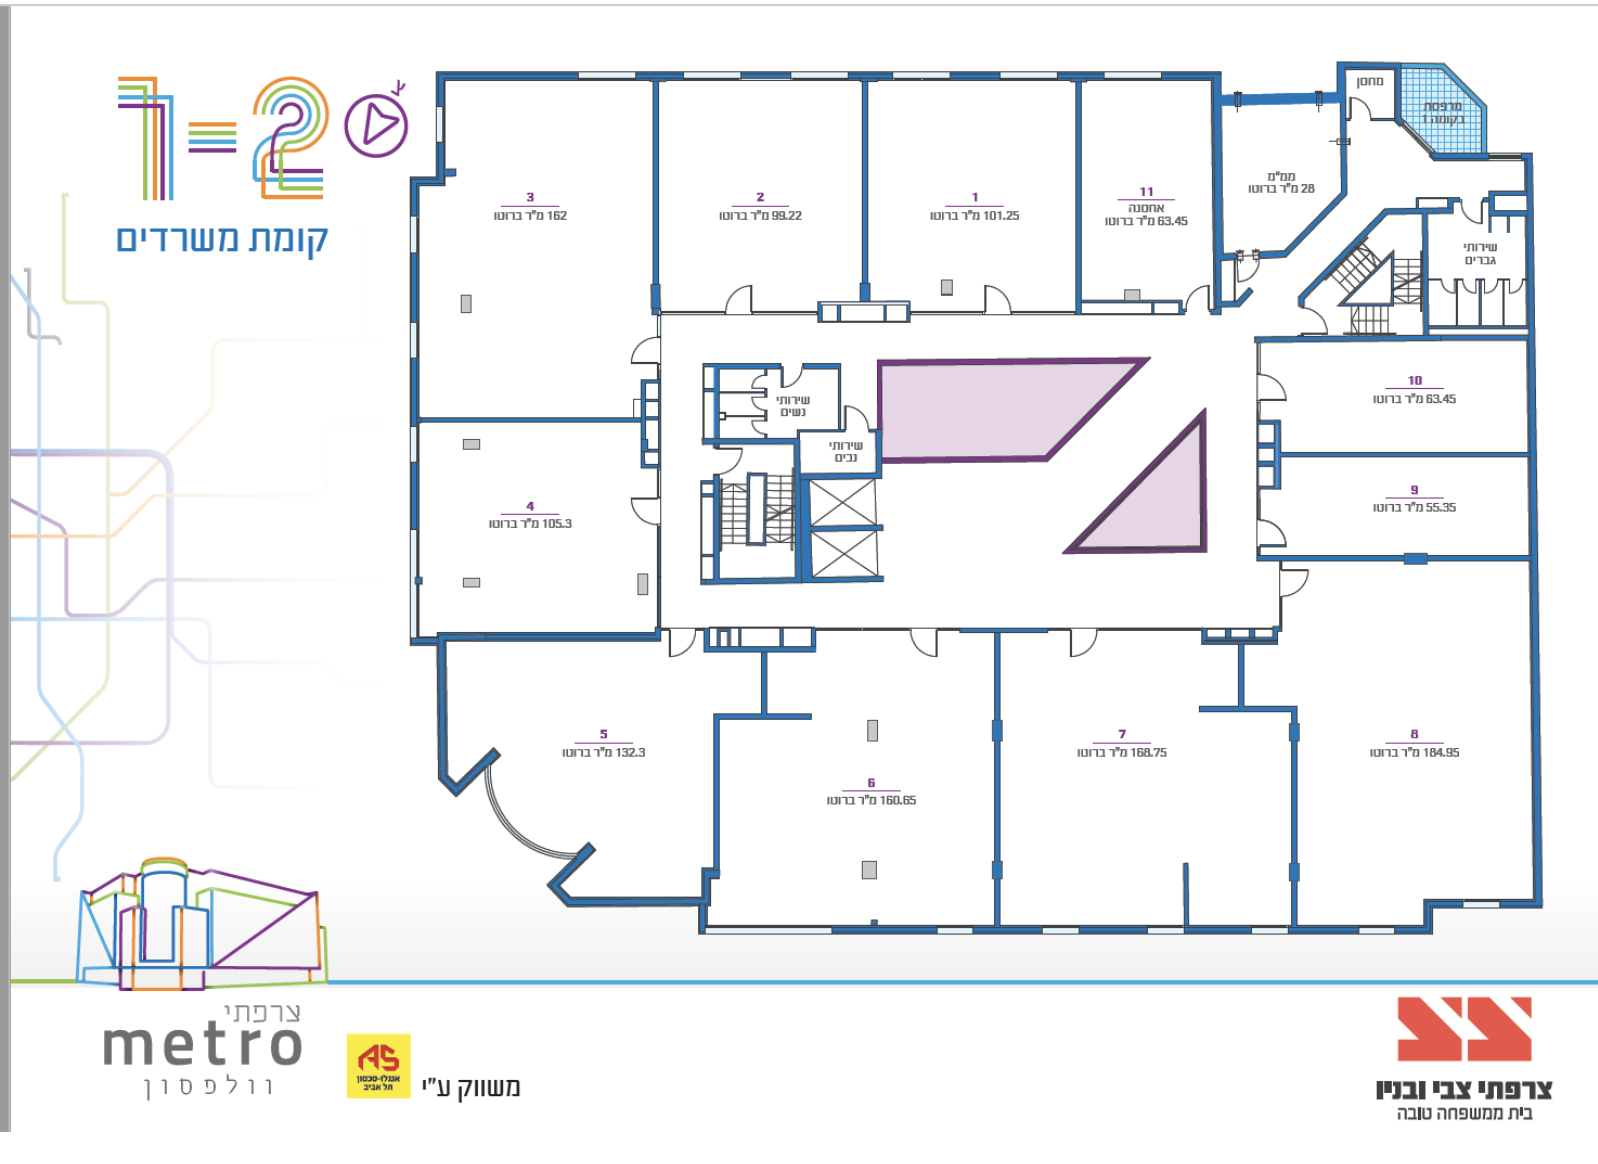 1=2
קומת משרדים
מחסן
מרפסת
בקומה 1
3
162 מ"ר ברוטו
2
99.22 מ"ר ברוטו
1
101.25 מ"ר ברוטו
11
אחסנה
63.45 מ"ר ברוטו
ממ"מ
28 מ"ר ברוטו
שירותי
גברים
שירותי
נשים
שירותי
נכים
10
63.45 מ"ר ברוטו
9
55.35 מ"ר ברוטו
4
105.3 מ"ר ברוטו
5
132.3 מ"ר ברוטו
6
160.65 מ"ר ברוטו
7
168.75 מ"ר ברוטו
8
184.95 מ"ר ברוטו
צרפתי
metro
וולפסון
AS
אנגלו-סכסון
תל אביב
משווק ע"י
צרפתי צבי ובניו
בית ממשפחה טובה